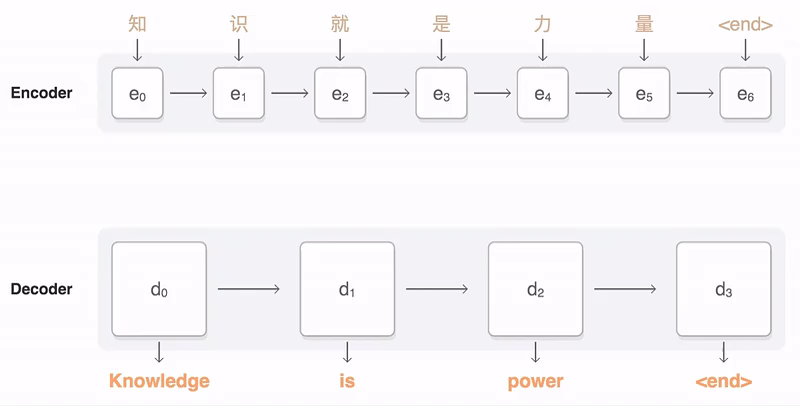 知 识 就 是 力 量 <end>
Encoder e₀ e₁ e₂ e₃ e₄ e₅ e₆
Decoder d₀ d₁ d₂ d₃
Knowledge is power <end>